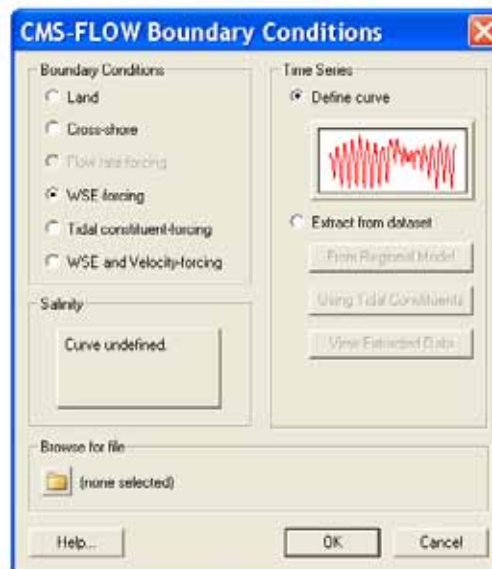 CMS-FLOW Boundary Conditions
Boundary Conditions
Land
Cross-shore
Flow rate-forcing
WSE-forcing
Tidal constituent-forcing
WSE and Velocity-forcing
Salinity
Curve undefined.
Time Series
Define curve
Extract from dataset
From Regional Model
Using Tidal Constituents
View Extracted Data
Browse for file
(none selected)
Help...
OK
Cancel